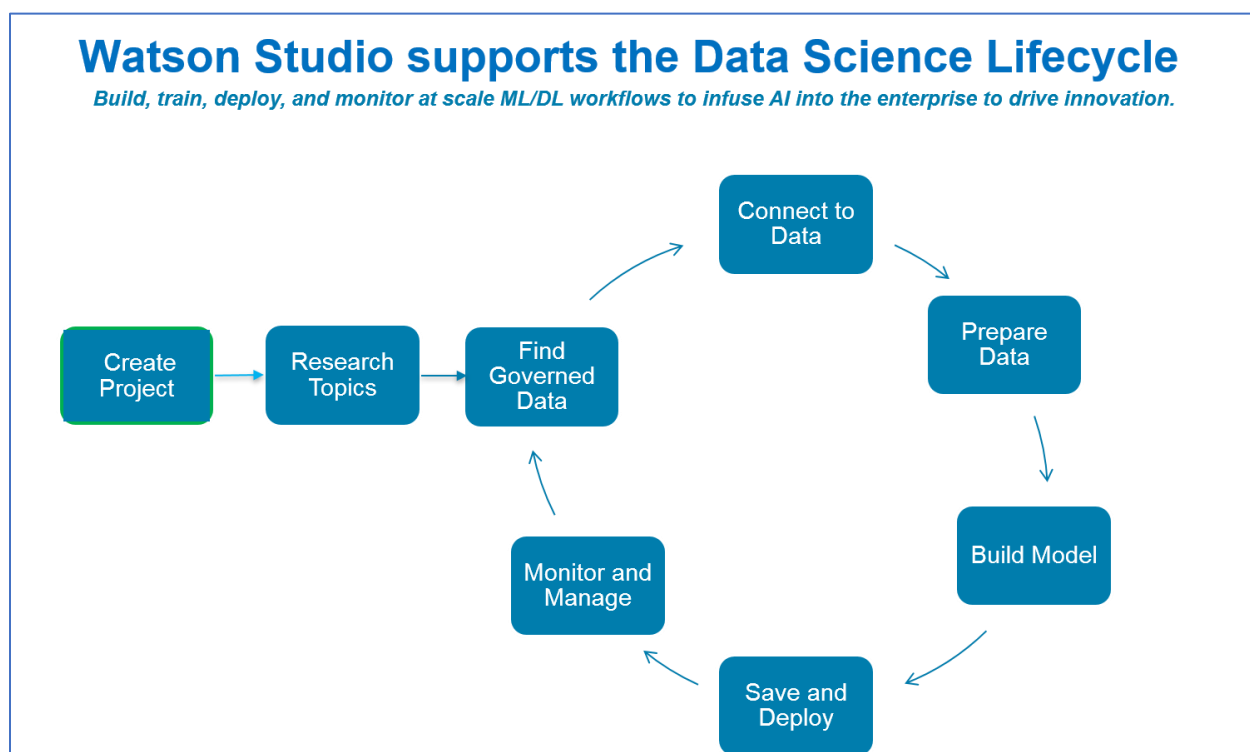 Watson Studio supports the Data Science Lifecycle
Build, train, deploy, and monitor at scale ML/DL workflows to infuse AI into the enterprise to drive innovation.
Create
Project
Research
Topics
Find
Governed
Data
Connect to
Data
Prepare
Data
Build Model
Save and
Deploy
Monitor and
Manage